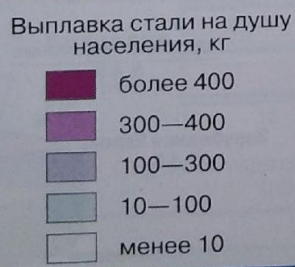 Выплавка стали на душу
населения, кг
более 400
300—400
100—300
10—100
менее 10